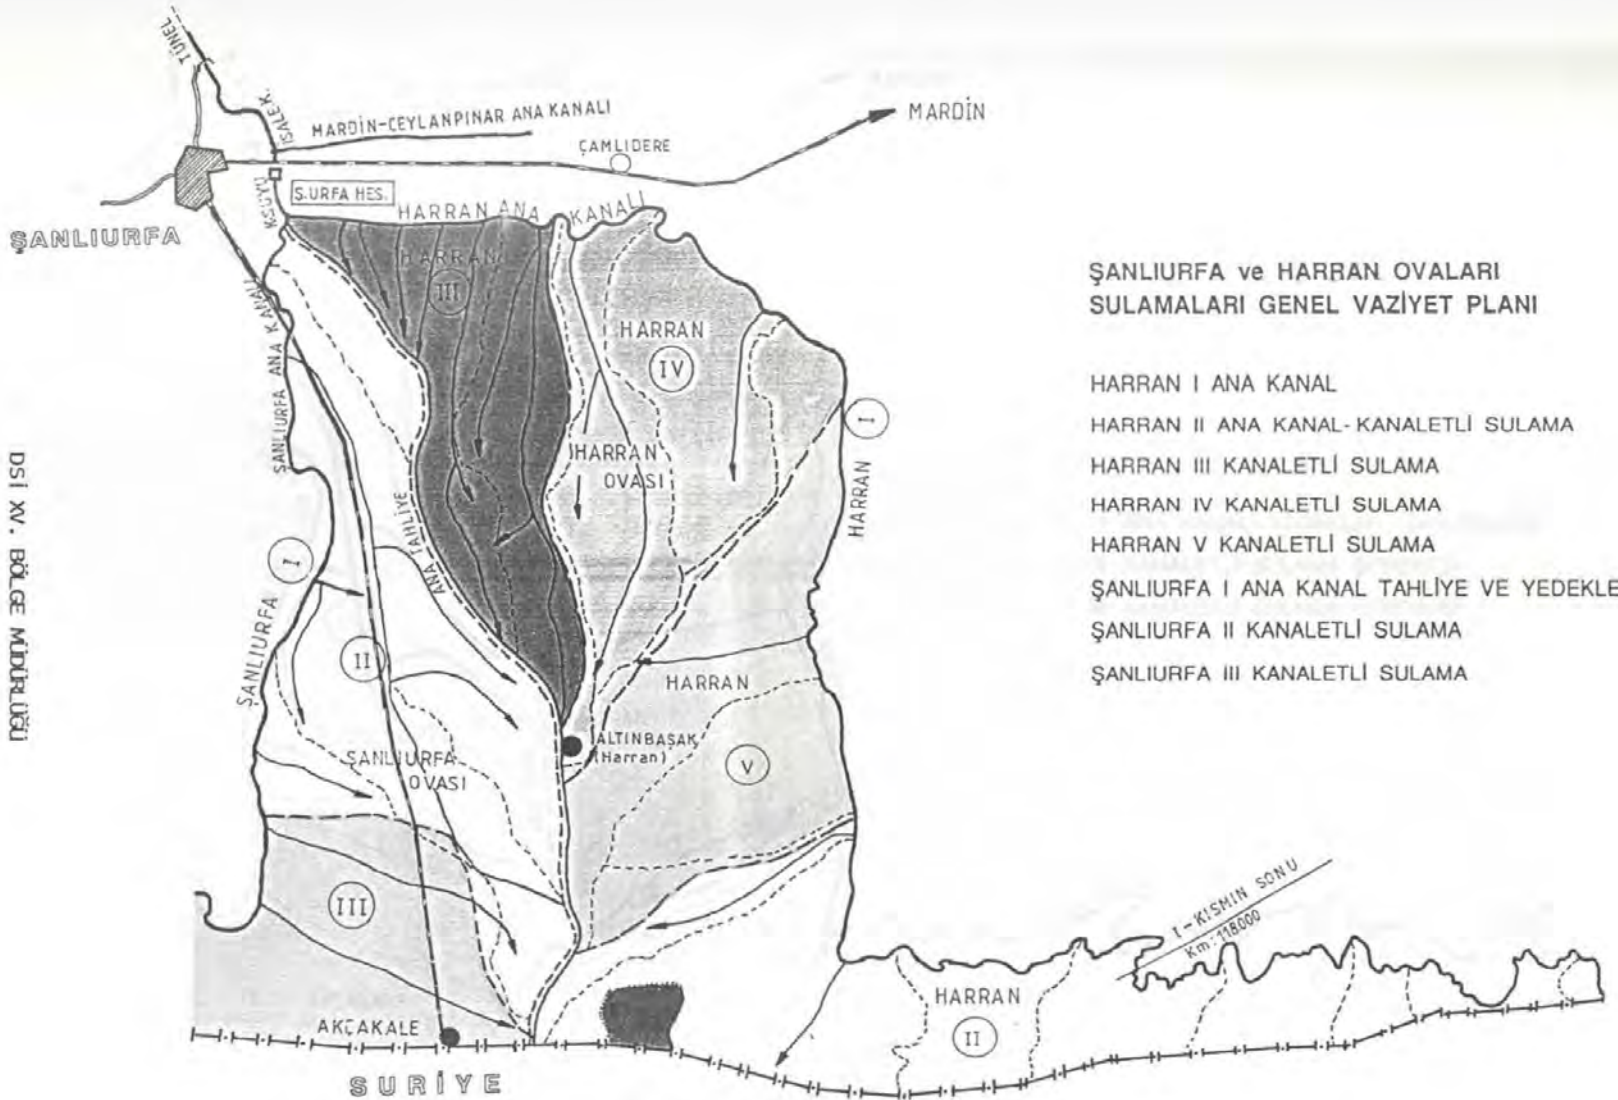 TÜNEL
İSALE K.
MARDİN-CEYLANPINAR ANA KANALI
MARDİN
ÇAMLIDERE
Ş.URFA HES.
KUYU
HARRAN ANA KANALI
ŞANLIURFA
HARRAN
III
HARRAN
IV
ŞANLIURFA ANA KANALI
HARRAN
OVASI
ANA TAHLİYE
HARRAN I
ŞANLIURFA I
II
HARRAN
V
ALTINBAŞAK
(Harran)
ŞANLIURFA
OVASI
III
I-KISMIN SONU
Km: 118.000
HARRAN
II
AKÇAKALE
SURİYE
ŞANLIURFA ve HARRAN OVALARI
SULAMALARI GENEL VAZİYET PLANI
HARRAN I ANA KANAL
HARRAN II ANA KANAL-KANALETLİ SULAMA
HARRAN III KANALETLİ SULAMA
HARRAN IV KANALETLİ SULAMA
HARRAN V KANALETLİ SULAMA
ŞANLIURFA I ANA KANAL TAHLİYE VE YEDEKLE
ŞANLIURFA II KANALETLİ SULAMA
ŞANLIURFA III KANALETLİ SULAMA
DSİ XV. BÖLGE MÜDÜRLÜĞÜ